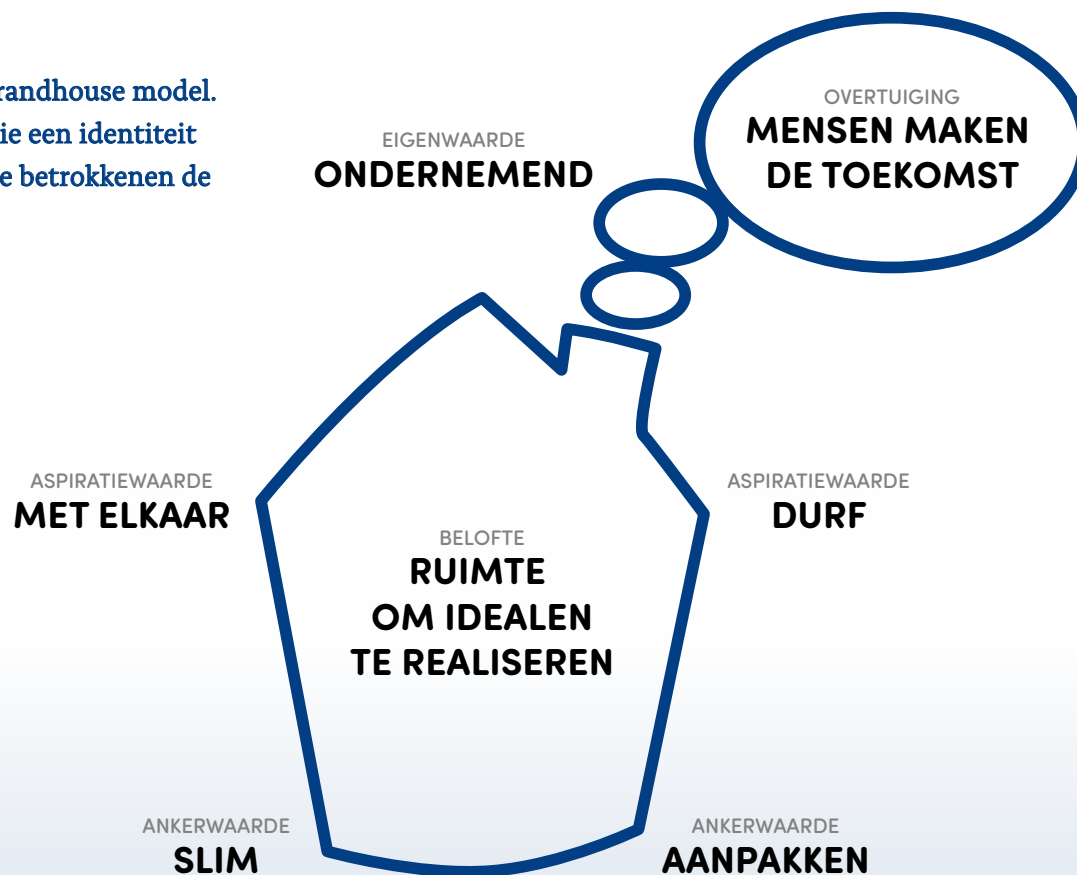 randhouse model.
ie een identiteit
e betrokkenen de
OVERTUIGING
MENSEN MAKEN
DE TOEKOMST
EIGENWAARDE
ONDERNEMEND
ASPIRATIEWAARDE
MET ELKAAR
ASPIRATIEWAARDE
DURF
BELOFTE
RUIMTE
OM IDEALEN
TE REALISEREN
ANKERWAARDE
SLIM
ANKERWAARDE
AANPAKKEN